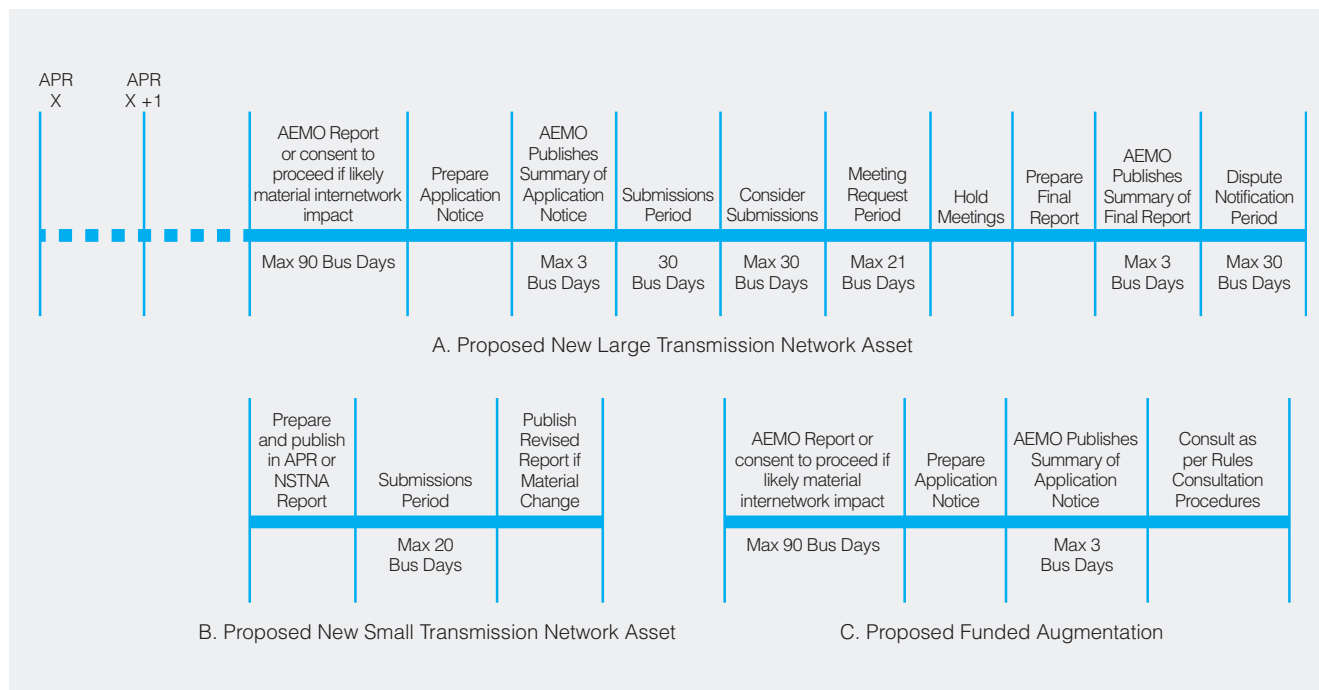 APR
X
APR
X +1
AEMO Report
or consent to
proceed if likely
material internetwork
impact
Prepare
Application
Notice
AEMO
Publishes
Summary of
Application
Notice
Submissions
Period
Consider
Submissions
Meeting
Request
Period
Hold
Meetings
Prepare
Final
Report
AEMO
Publishes
Summary of
Final Report
Dispute
Notification
Period
Max 90 Bus Days
Max 3
Bus Days
30
Bus Days
Max 30
Bus Days
Max 21
Bus Days
Max 3
Bus Days
Max 30
Bus Days
A. Proposed New Large Transmission Network Asset
Prepare
and publish
in APR or
NSTNA
Report
Submissions
Period
Publish
Revised
Report if
Material
Change
Max 20
Bus Days
B. Proposed New Small Transmission Network Asset
AEMO Report or
consent to proceed if
likely material
internetwork impact
Prepare
Application
Notice
AEMO Publishes
Summary of
Application
Notice
Consult as
per Rules
Consultation
Procedures
Max 90 Bus Days
Max 3
Bus Days
C. Proposed Funded Augmentation